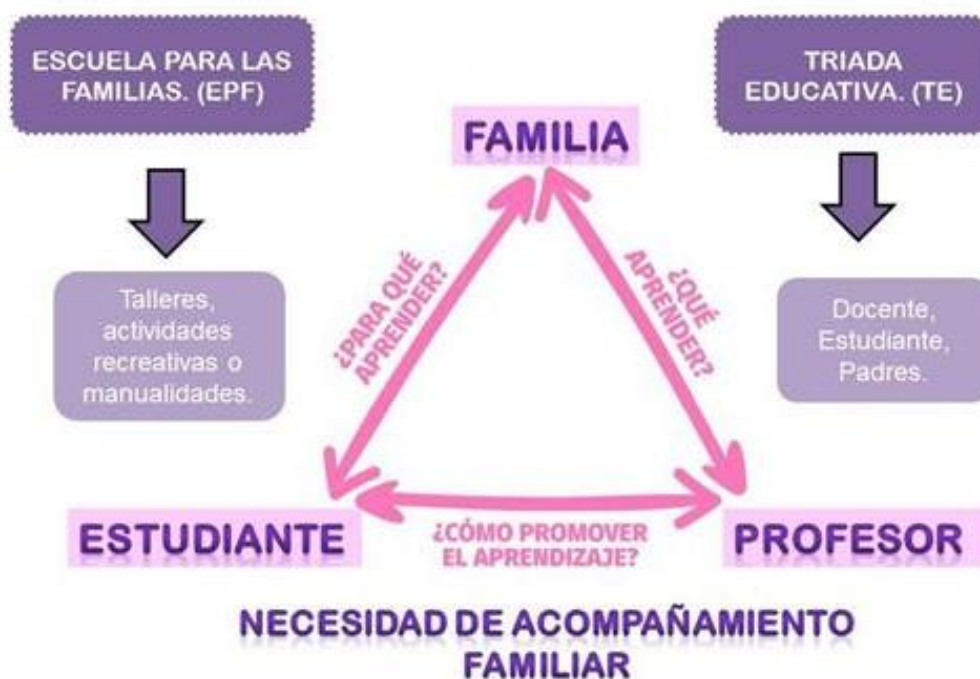 ESCUELA PARA LAS
FAMILIAS. (EPF)
TRIADA
EDUCATIVA. (TE)
FAMILIA
¿PARA QUÉ
APRENDER?
¿QUÉ
APRENDER?
Talleres,
actividades
recreativas o
manualidades.
Docente,
Estudiante,
Padres.
ESTUDIANTE
¿CÓMO PROMOVER
EL APRENDIZAJE?
PROFESOR
NECESIDAD DE ACOMPAÑAMIENTO
FAMILIAR